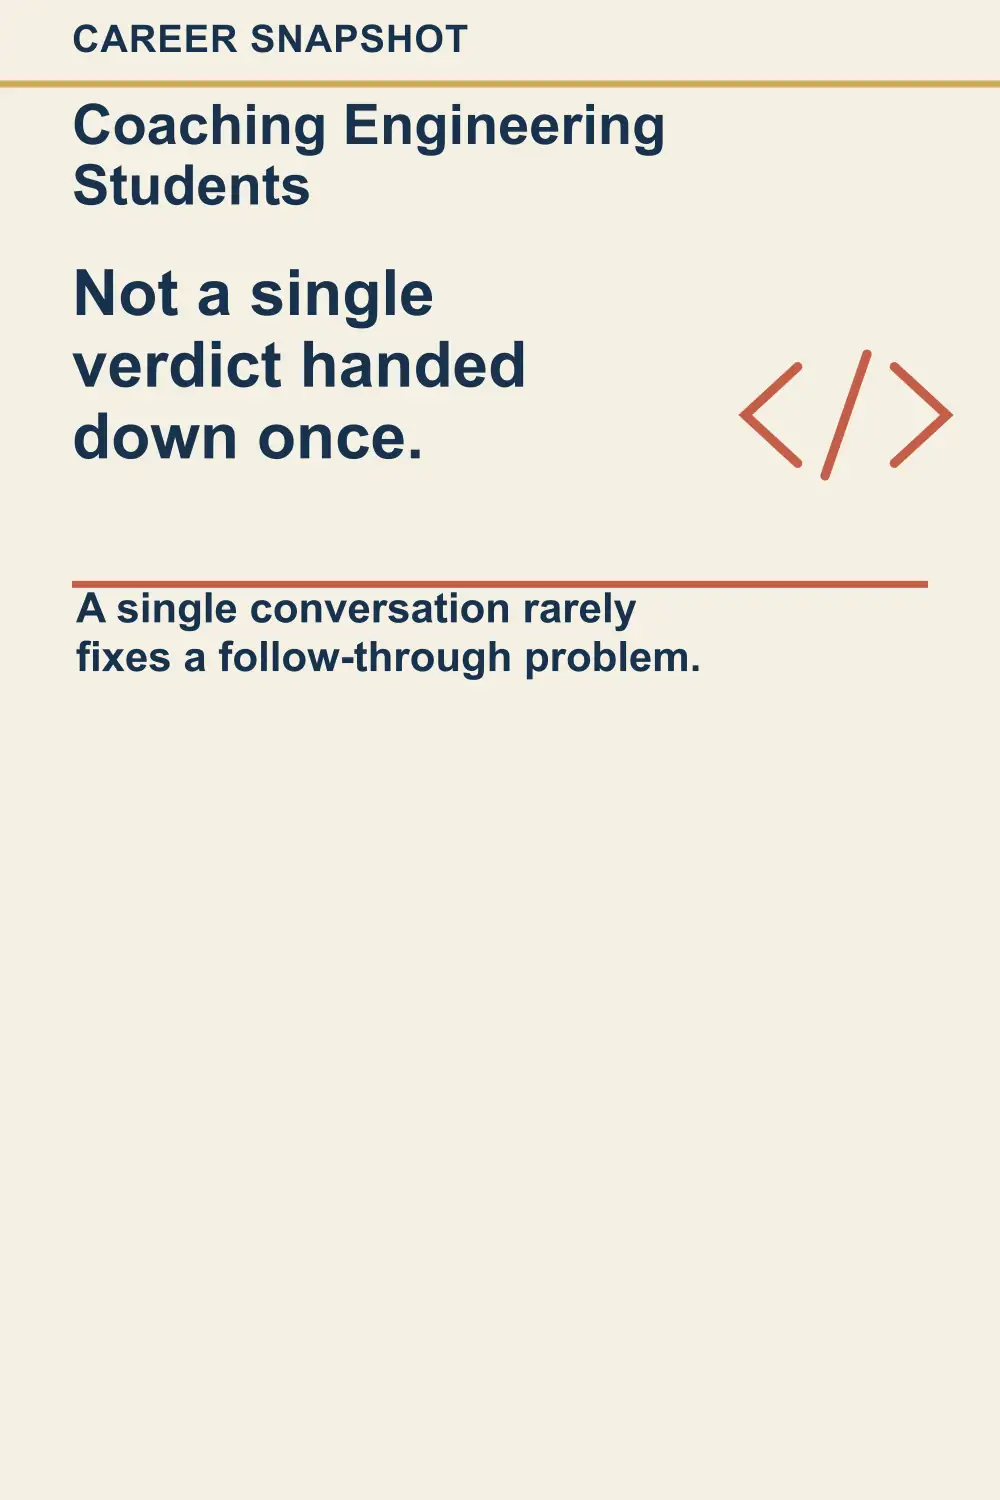 CAREER SNAPSHOT
Coaching Engineering
Students
Not a single
verdict handed
down once.
</>
A single conversation rarely
fixes a follow-through problem.